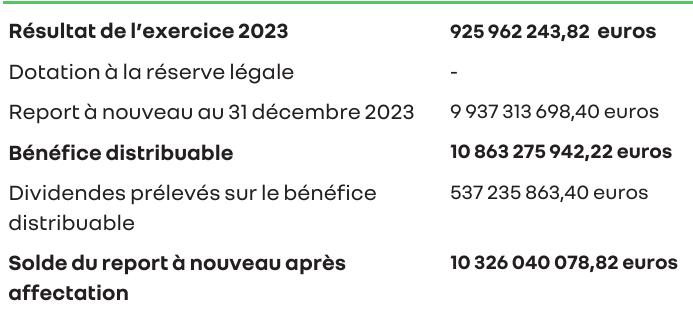 Résultat de l’exercice 2023 925 962 243,82 euros
Dotation à la réserve légale -
Report à nouveau au 31 décembre 2023 9 937 313 698,40 euros
Bénéfice distribuable 10 863 275 942,22 euros
Dividendes prélevés sur le bénéfice 537 235 863,40 euros
distribuable
Solde du report à nouveau après 10 326 040 078,82 euros
affectation